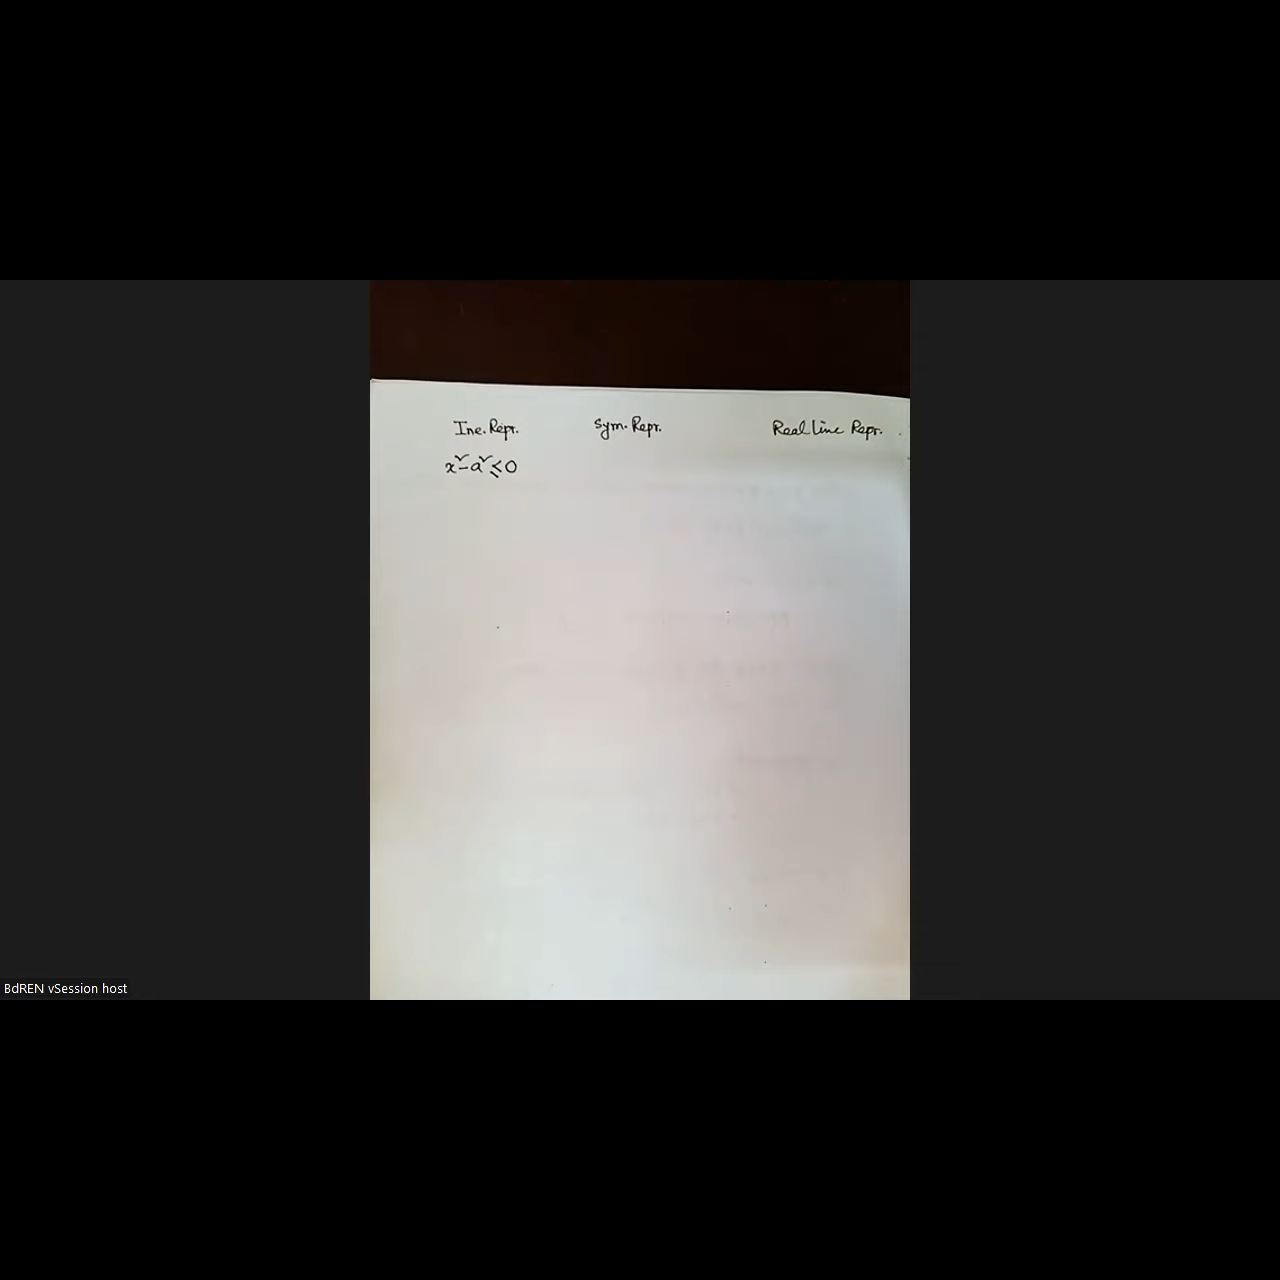 Ine. Repr. Sym. Repr. Real Line Repr.
x² - a² ≤ 0
BdREN vSession host